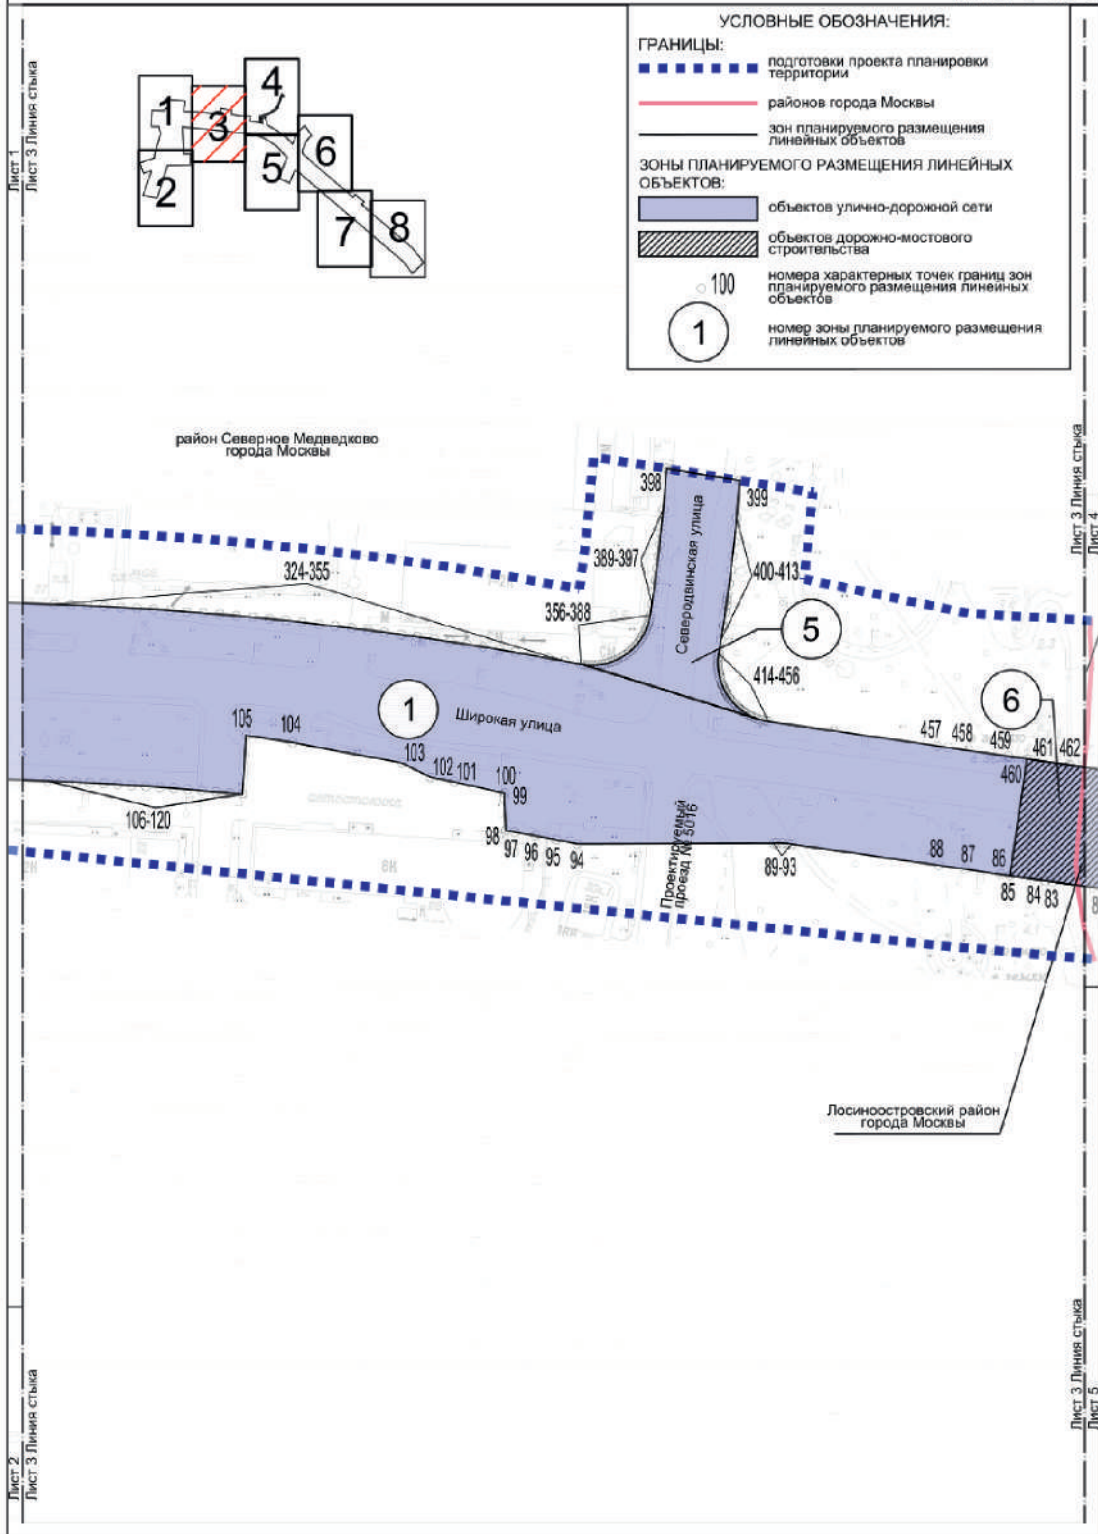 УСЛОВНЫЕ ОБОЗНАЧЕНИЯ:
ГРАНИЦЫ:
подготовки проекта планировки
территории
районов города Москвы
зон планируемого размещения
линейных объектов
ЗОНЫ ПЛАНИРУЕМОГО РАЗМЕЩЕНИЯ ЛИНЕЙНЫХ
ОБЪЕКТОВ:
объектов улично-дорожной сети
объектов дорожно-мостового
строительства
100
номера характерных точек границ зон
планируемого размещения линейных
объектов
1
номер зоны планируемого размещения
линейных объектов
1
2
3
4
5
6
7
8
Лист 1
Лист 3 Линия стыка
район Северное Медведково
города Москвы
398
399
Северодвинская улица
389-397
400-413
324-355
356-388
5
414-456
1
Широкая улица
6
457
458
459
460
461
462
105
104
103
102
101
100
99
98
97
96
95
94
106-120
Проектируемый
проезд № 5016
89-93
88
87
86
85
84
83
8
Лист 3 Линия стыка
Лист 4
Лосиноостровский район
города Москвы
Лист 2
Лист 3 Линия стыка
Лист 3 Линия стыка
Лист 5